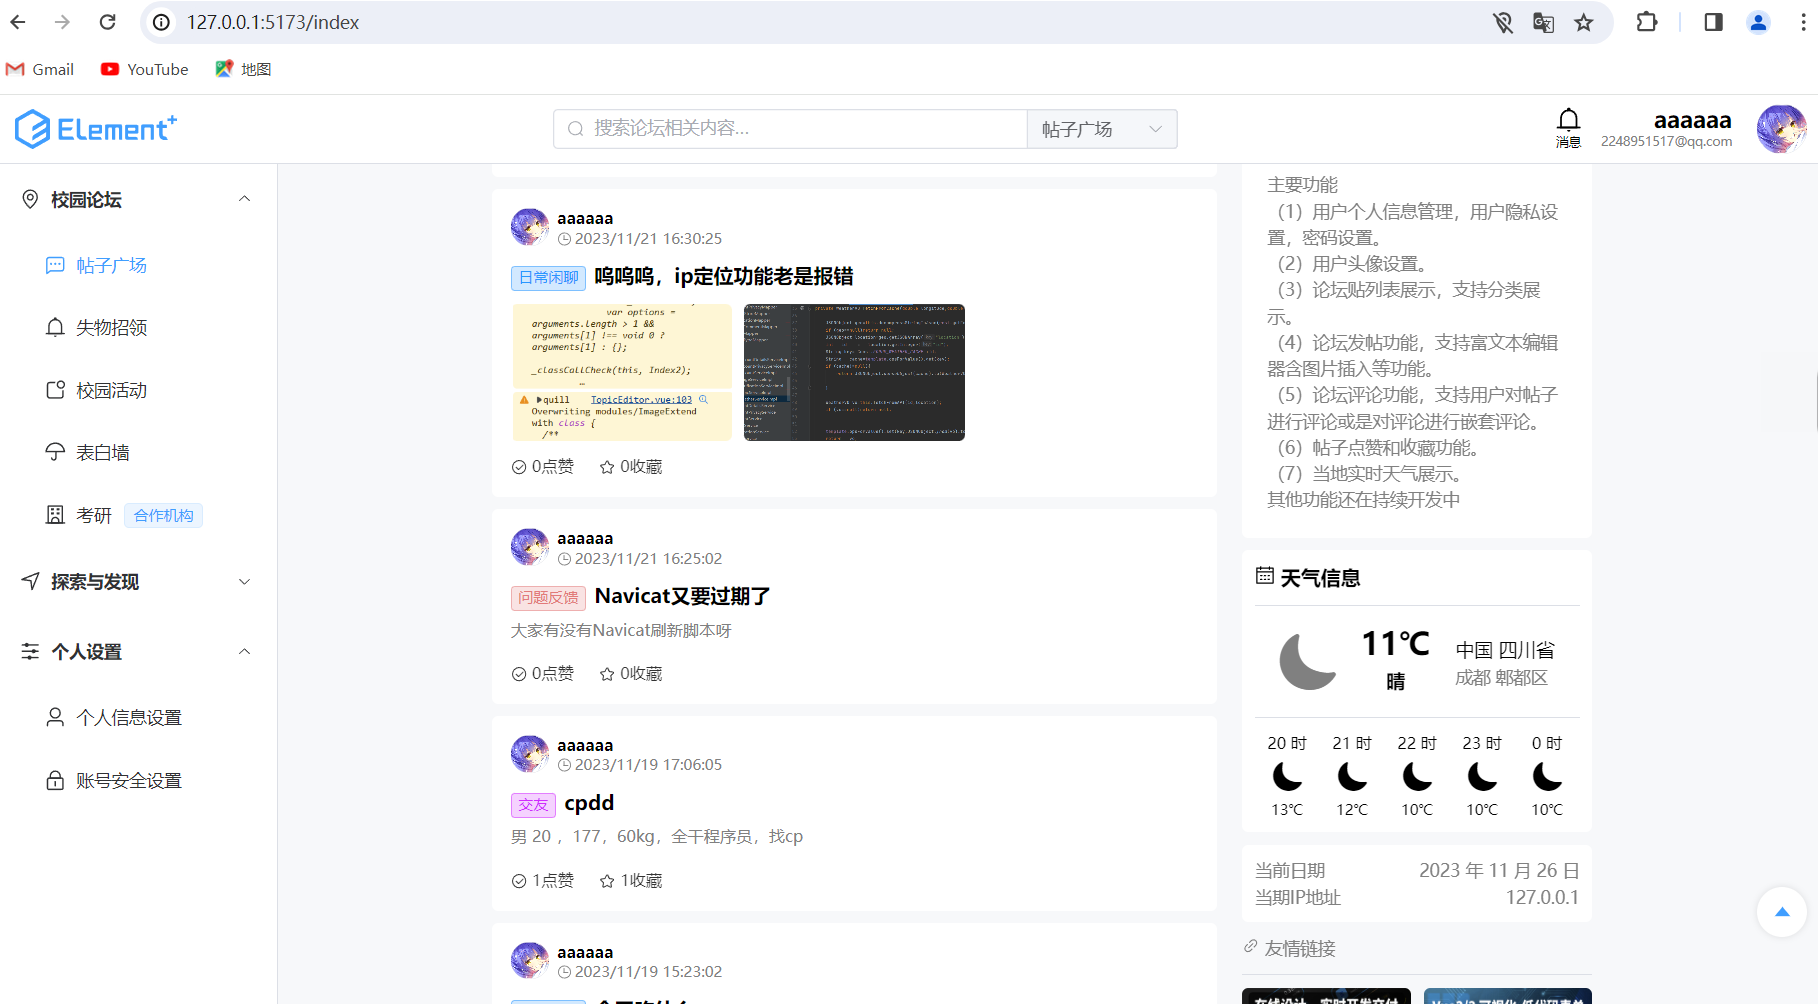 127.0.0.1:5173/index
Gmail
YouTube
地图
ELement+
搜索论坛相关内容...
帖子广场
消息
aaaaaa
2248951517@qq.com
校园论坛
帖子广场
失物招领
校园活动
表白墙
考研
合作机构
探索与发现
个人设置
个人信息设置
账号安全设置
aaaaaa
2023/11/21 16:30:25
日常闲聊
呜呜呜，ip定位功能老是报错
var options =
arguments.length > 1 &&
arguments[1] !== void 0 ?
arguments[1] : {};
_classCallCheck(this, Index2);
…
quill
TopicEditor.vue:103
Overwriting modules/ImageExtend
with class {
/**
0点赞
0收藏
aaaaaa
2023/11/21 16:25:02
问题反馈
Navicat又要过期了
大家有没有Navicat刷新脚本呀
0点赞
0收藏
aaaaaa
2023/11/19 17:06:05
交友
cpdd
男 20 ，177，60kg，全干程序员，找cp
1点赞
1收藏
aaaaaa
2023/11/19 15:23:02
主要功能
（1）用户个人信息管理，用户隐私设
置，密码设置。
（2）用户头像设置。
（3）论坛贴列表展示，支持分类展
示。
（4）论坛发帖功能，支持富文本编辑
器含图片插入等功能。
（5）论坛评论功能，支持用户对帖子
进行评论或是对评论进行嵌套评论。
（6）帖子点赞和收藏功能。
（7）当地实时天气展示。
其他功能还在持续开发中
天气信息
11℃
晴
中国 四川省
成都 郫都区
20 时
21 时
22 时
23 时
0 时
13℃
12℃
10℃
10℃
10℃
当前日期
2023 年 11 月 26 日
当期IP地址
127.0.0.1
友情链接